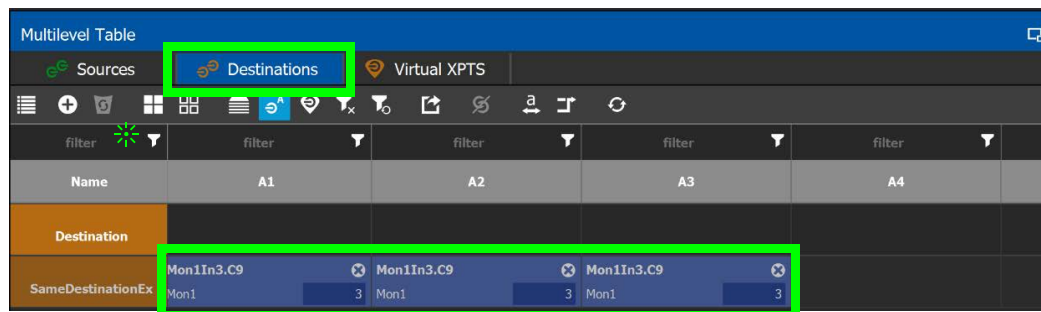 Multilevel Table
Sources Destinations Virtual XPTS
filter filter filter filter filter
Name A1 A2 A3 A4
Destination
Mon1In3.C9 Mon1In3.C9 Mon1In3.C9
SameDestinationEx Mon1 3 Mon1 3 Mon1 3